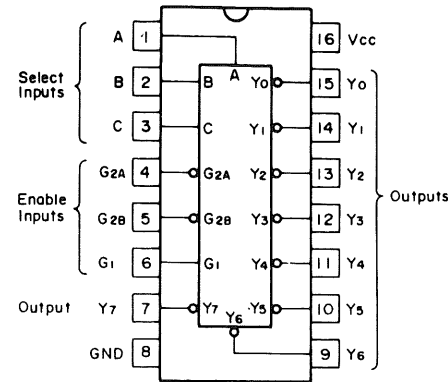 A 1 A 16 Vcc
Select Inputs
B 2 B Y0 15 Y0
C 3 C Y1 14 Y1
G2A 4 G2A Y2 13 Y2
Enable Inputs
G2B 5 G2B Y3 12 Y3
Outputs
G1 6 G1 Y4 11 Y4
Output Y7 7 Y7 Y5 10 Y5
Y6
GND 8 9 Y6